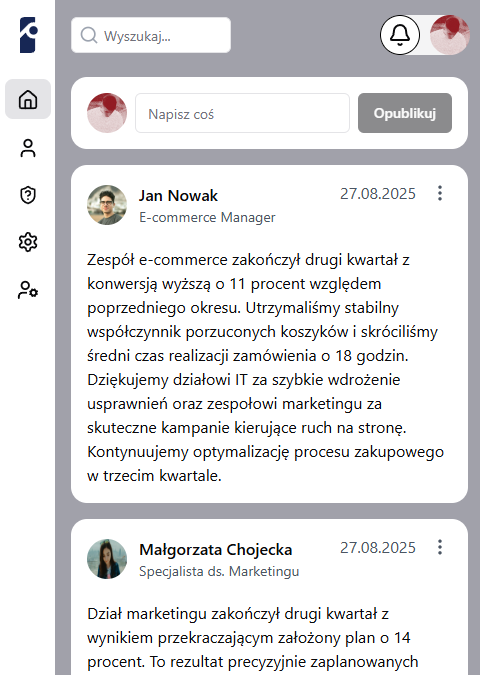 Wyszukaj...
Napisz coś
Opublikuj
Jan Nowak
27.08.2025
E-commerce Manager
Zespół e-commerce zakończył drugi kwartał z
konwersją wyższą o 11 procent względem
poprzedniego okresu. Utrzymaliśmy stabilny
współczynnik porzuconych koszyków i skróciliśmy
średni czas realizacji zamówienia o 18 godzin.
Dziękujemy działowi IT za szybkie wdrożenie
usprawnień oraz zespołowi marketingu za
skuteczne kampanie kierujące ruch na stronę.
Kontynuujemy optymalizację procesu zakupowego
w trzecim kwartale.
Małgorzata Chojecka
27.08.2025
Specjalista ds. Marketingu
Dział marketingu zakończył drugi kwartał z
wynikiem przekraczającym założony plan o 14
procent. To rezultat precyzyjnie zaplanowanych